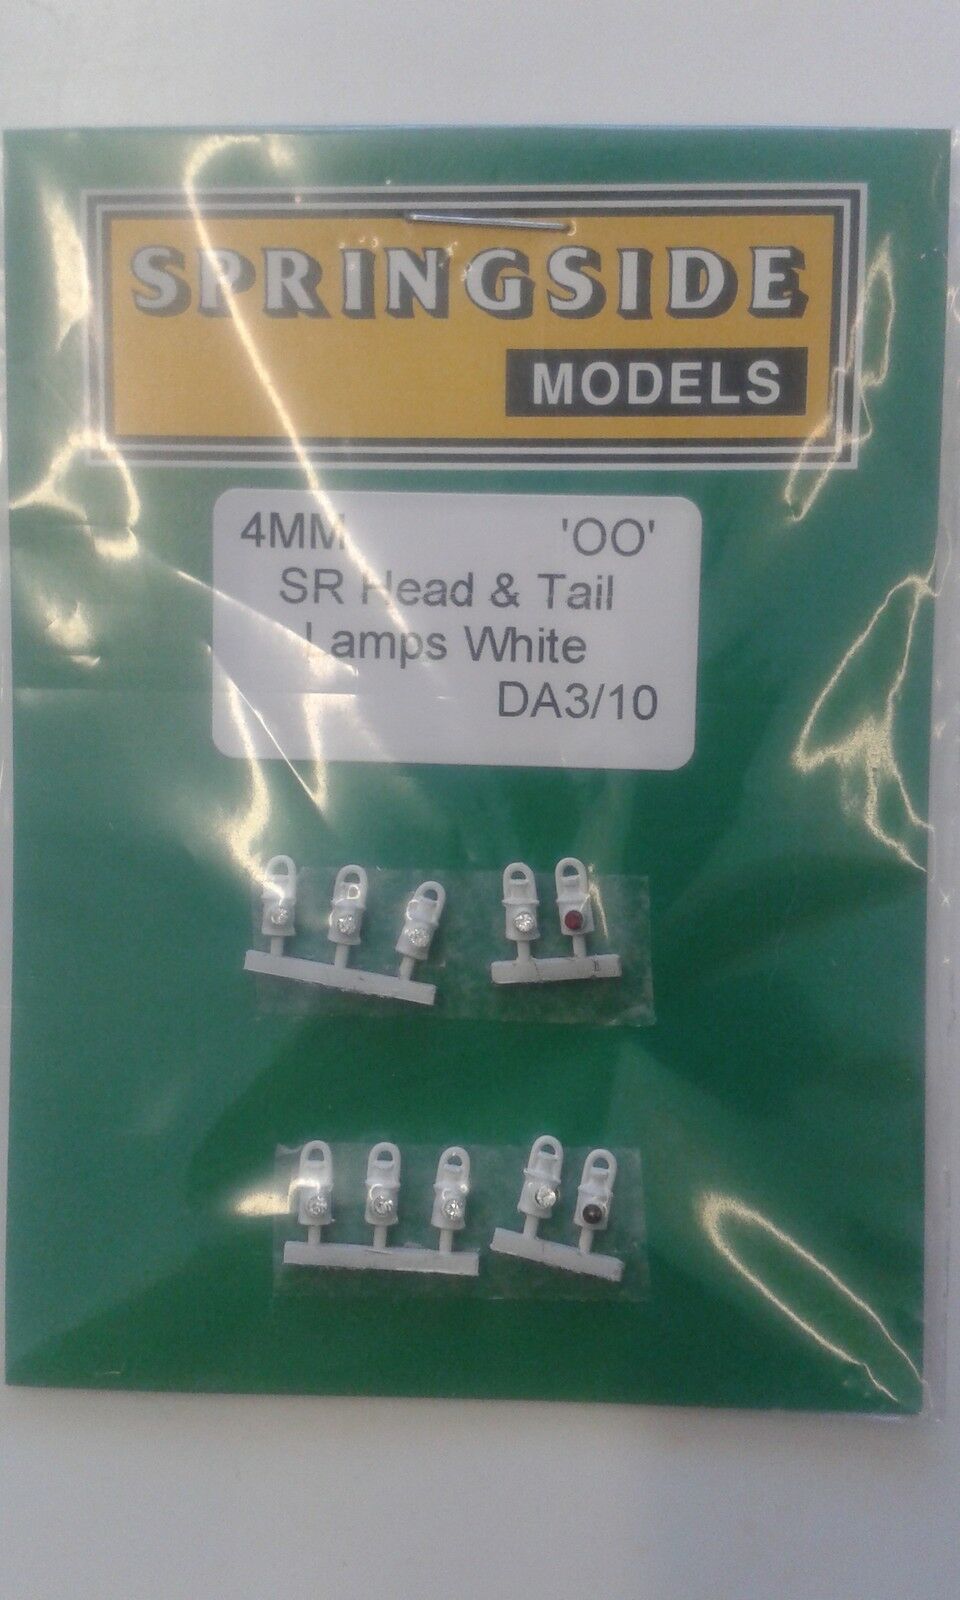 SPRINGSIDE
MODELS
4MM 'OO'
SR Head & Tail
Lamps White
DA3/10